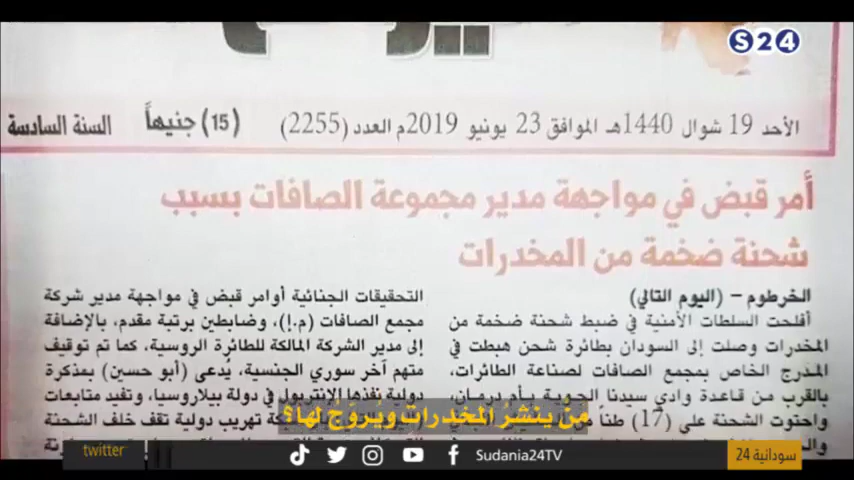 S24
الأحد 19 شوال 1440هـ الموافق 23 يونيو 2019م العدد (2255)
(15) جنيهاً
السنة السادسة
أمر قبض في مواجهة مدير مجموعة الصافات بسبب
شحنة ضخمة من المخدرات
الخرطوم – (اليوم التالي)
أفلحت السلطات الأمنية في ضبط شحنة ضخمة من
المخدرات وصلت إلى السودان بطائرة شحن هبطت في
المدرج الخاص بمجمع الصافات لصناعة الطائرات،
بالقرب من قاعدة وادي سيدنا الجوية بأم درمان،
واحتوت الشحنة على (17) طناً
التحقيقات الجنائية أوامر قبض في مواجهة مدير شركة
مجمع الصافات (م.إ)، وضابطين برتبة مقدم، بالإضافة
إلى مدير الشركة المالكة للطائرة الروسية، كما تم توقيف
متهم آخر سوري الجنسية، يُدعى (أبو حسين) بمذكرة
دولية نفذها الإنتربول في دولة بيلاروسيا، وتفيد متابعات
تهريب دولية تقف خلف الشحنة
من ينشرُ المخدرات ويُروّجُ لها؟
twitter
Sudania24TV
سودانية 24